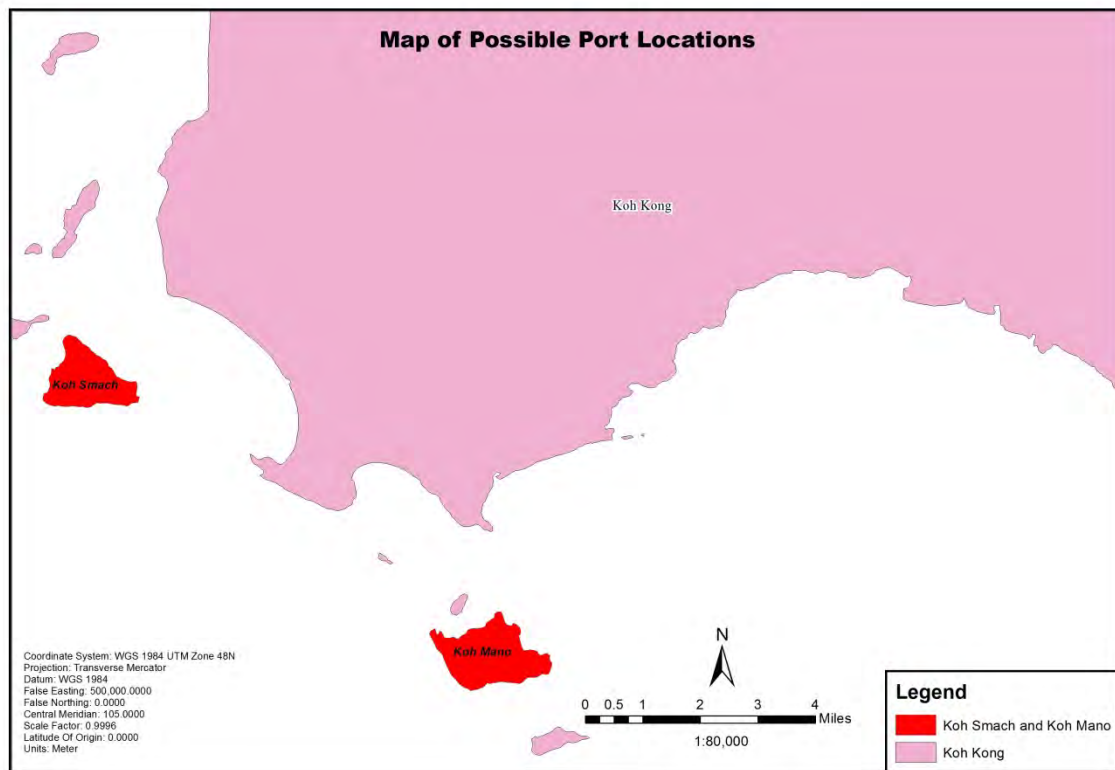 Map of Possible Port Locations
Koh Kong
Koh Smach
Koh Mano
Coordinate System: WGS 1984 UTM Zone 48N
Projection: Transverse Mercator
Datum: WGS 1984
False Easting: 500,000.0000
False Northing: 0.0000
Central Meridian: 105.0000
Scale Factor: 0.9996
Latitude Of Origin: 0.0000
Units: Meter
N
0 0.5 1 2 3 4
Miles
1:80,000
Legend
Koh Smach and Koh Mano
Koh Kong